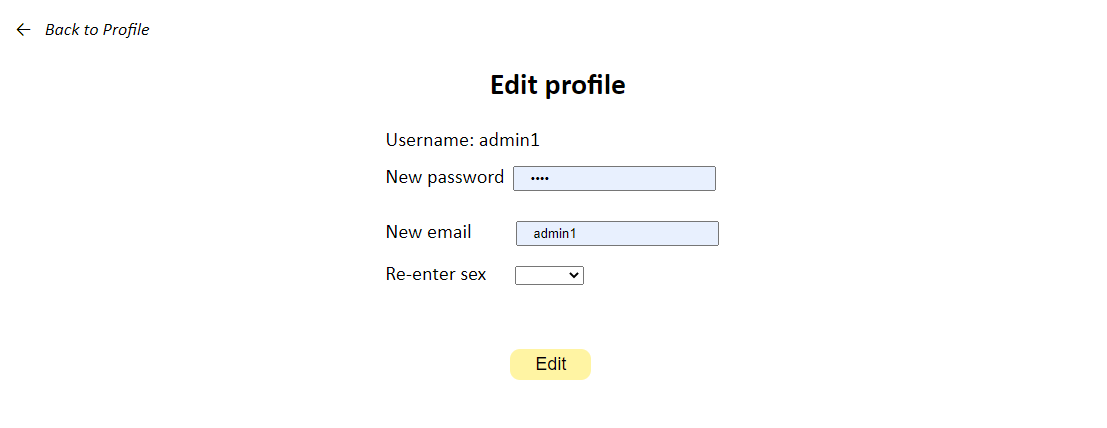 ← Back to Profile
Edit profile
Username: admin1
New password ••••
New email admin1
Re-enter sex
Edit